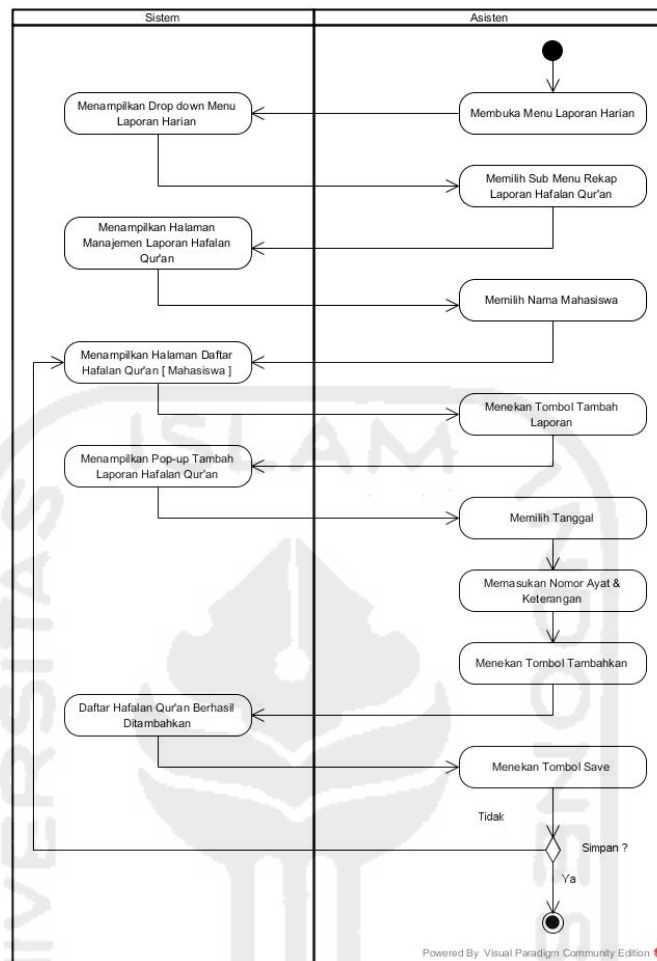 Sistem
Asisten
Membuka Menu Laporan Harian
Menampilkan Drop down Menu
Laporan Harian
Memilih Sub Menu Rekap
Laporan Hafalan Qur'an
Menampilkan Halaman
Manajemen Laporan Hafalan
Qur'an
Memilih Nama Mahasiswa
Menampilkan Halaman Daftar
Hafalan Qur'an [ Mahasiswa ]
Menekan Tombol Tambah
Laporan
Menampilkan Pop-up Tambah
Laporan Hafalan Qur'an
Memilih Tanggal
Memasukan Nomor Ayat &
Keterangan
Menekan Tombol Tambahkan
Daftar Hafalan Qur'an Berhasil
Ditambahkan
Menekan Tombol Save
Tidak
Simpan ?
Ya
ISLAM
UNIVERSITAS
INDONESIA
Powered By Visual Paradigm Community Edition